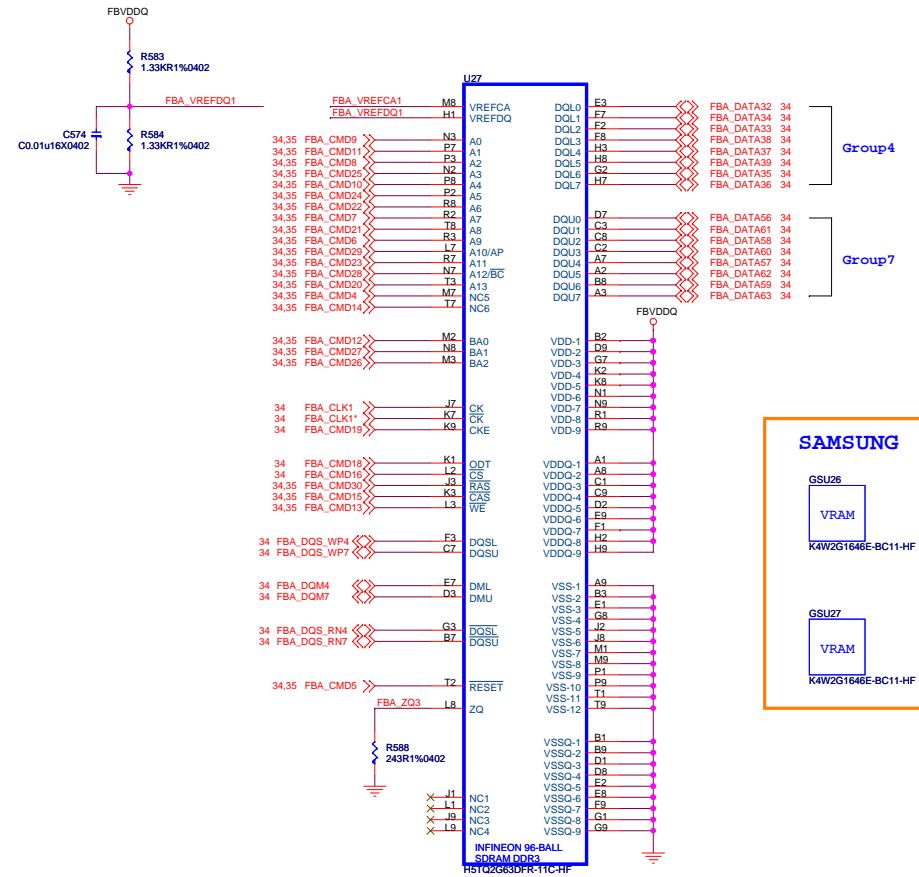 FBVDDQ
R583
1.33KR1%0402
FBA_VREFDQ1
C574
C0.01u16X0402
R584
1.33KR1%0402
U27
FBA_VREFCA1 M8 VREFCA
FBA_VREFDQ1 H1 VREFDQ
34,35 FBA_CMD9 N3 A0
34,35 FBA_CMD11 P7 A1
34,35 FBA_CMD8 P3 A2
34,35 FBA_CMD25 N2 A3
34,35 FBA_CMD10 P8 A4
34,35 FBA_CMD24 P2 A5
34,35 FBA_CMD22 R8 A6
34,35 FBA_CMD7 R2 A7
34,35 FBA_CMD21 T8 A8
34,35 FBA_CMD6 R3 A9
34,35 FBA_CMD29 L7 A10/AP
34,35 FBA_CMD23 R7 A11
34,35 FBA_CMD28 N7 A12/BC
34,35 FBA_CMD20 T3 A13
34,35 FBA_CMD4 M7 NC5
34,35 FBA_CMD14 T7 NC6
34,35 FBA_CMD12 M2 BA0
34,35 FBA_CMD27 N8 BA1
34,35 FBA_CMD26 M3 BA2
34 FBA_CLK1 J7 CK
34 FBA_CLK1* K7 CK
34 FBA_CMD19 K9 CKE
34 FBA_CMD18 K1 ODT
34 FBA_CMD16 L2 CS
34,35 FBA_CMD30 J3 RAS
34,35 FBA_CMD15 K3 CAS
34,35 FBA_CMD13 L3 WE
34 FBA_DQS_WP4 F3 DQSL
34 FBA_DQS_WP7 C7 DQSU
34 FBA_DQM4 E7 DML
34 FBA_DQM7 D3 DMU
34 FBA_DQS_RN4 G3 DQSL
34 FBA_DQS_RN7 B7 DQSU
34,35 FBA_CMD5 T2 RESET
FBA_ZQ3 L8 ZQ
R588
243R1%0402
J1 NC1
L1 NC2
J9 NC3
L9 NC4
DQL0 E3 FBA_DATA32 34
DQL1 F7 FBA_DATA34 34
DQL2 F2 FBA_DATA33 34
DQL3 F8 FBA_DATA38 34
DQL4 H3 FBA_DATA37 34
DQL5 H8 FBA_DATA39 34
DQL6 G2 FBA_DATA35 34
DQL7 H7 FBA_DATA36 34
Group4
DQU0 D7 FBA_DATA56 34
DQU1 C3 FBA_DATA61 34
DQU2 C8 FBA_DATA58 34
DQU3 C2 FBA_DATA60 34
DQU4 A7 FBA_DATA57 34
DQU5 A2 FBA_DATA62 34
DQU6 B8 FBA_DATA59 34
DQU7 A3 FBA_DATA63 34
Group7
FBVDDQ
VDD-1 B2
VDD-2 D9
VDD-3 G7
VDD-4 K2
VDD-5 K8
VDD-6 N1
VDD-7 N9
VDD-8 R1
VDD-9 R9
VDDQ-1 A1
VDDQ-2 A8
VDDQ-3 C1
VDDQ-4 C9
VDDQ-5 D2
VDDQ-6 E9
VDDQ-7 F1
VDDQ-8 H2
VDDQ-9 H9
VSS-1 A9
VSS-2 B3
VSS-3 E1
VSS-4 G8
VSS-5 J2
VSS-6 J8
VSS-7 M1
VSS-8 M9
VSS-9 P1
VSS-10 P9
VSS-11 T1
VSS-12 T9
VSSQ-1 B1
VSSQ-2 B9
VSSQ-3 D1
VSSQ-4 D8
VSSQ-5 E2
VSSQ-6 E8
VSSQ-7 F9
VSSQ-8 G1
VSSQ-9 G9
INFINEON 96-BALL
SDRAM DDR3
H5TQ2G63DFR-11C-HF
SAMSUNG
GSU26
VRAM
K4W2G1646E-BC11-HF
GSU27
VRAM
K4W2G1646E-BC11-HF